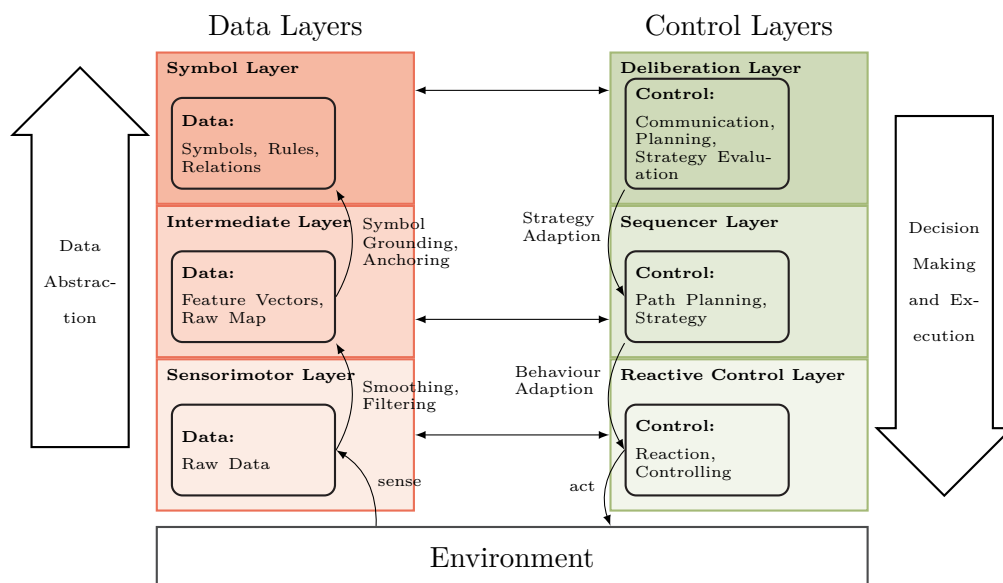 Data Layers
Control Layers
Symbol Layer
Data:
Symbols, Rules,
Relations
Deliberation Layer
Control:
Communication,
Planning,
Strategy Evalu-
ation
Data
Abstrac-
tion
Intermediate Layer
Data:
Feature Vectors,
Raw Map
Symbol
Grounding,
Anchoring
Strategy
Adaption
Sequencer Layer
Control:
Path Planning,
Strategy
Decision
Making
and Ex-
ecution
Sensorimotor Layer
Data:
Raw Data
Smoothing,
Filtering
sense
Behaviour
Adaption
Reactive Control Layer
Control:
Reaction,
Controlling
act
Environment